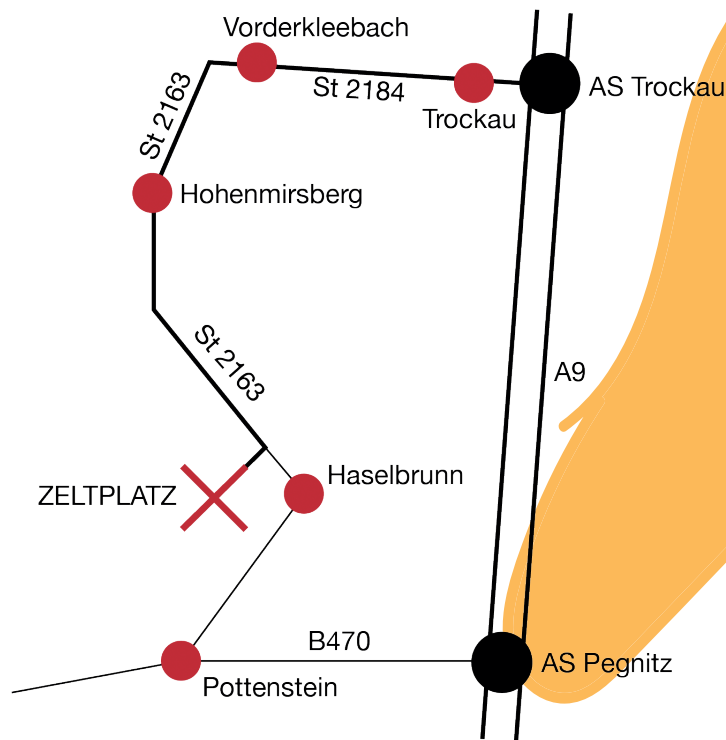 Vorderkleebach
St 2163
St 2184
AS Trockau
Trockau
Hohenmirsberg
St 2163
A9
Haselbrunn
ZELTPLATZ
B470
AS Pegnitz
Pottenstein